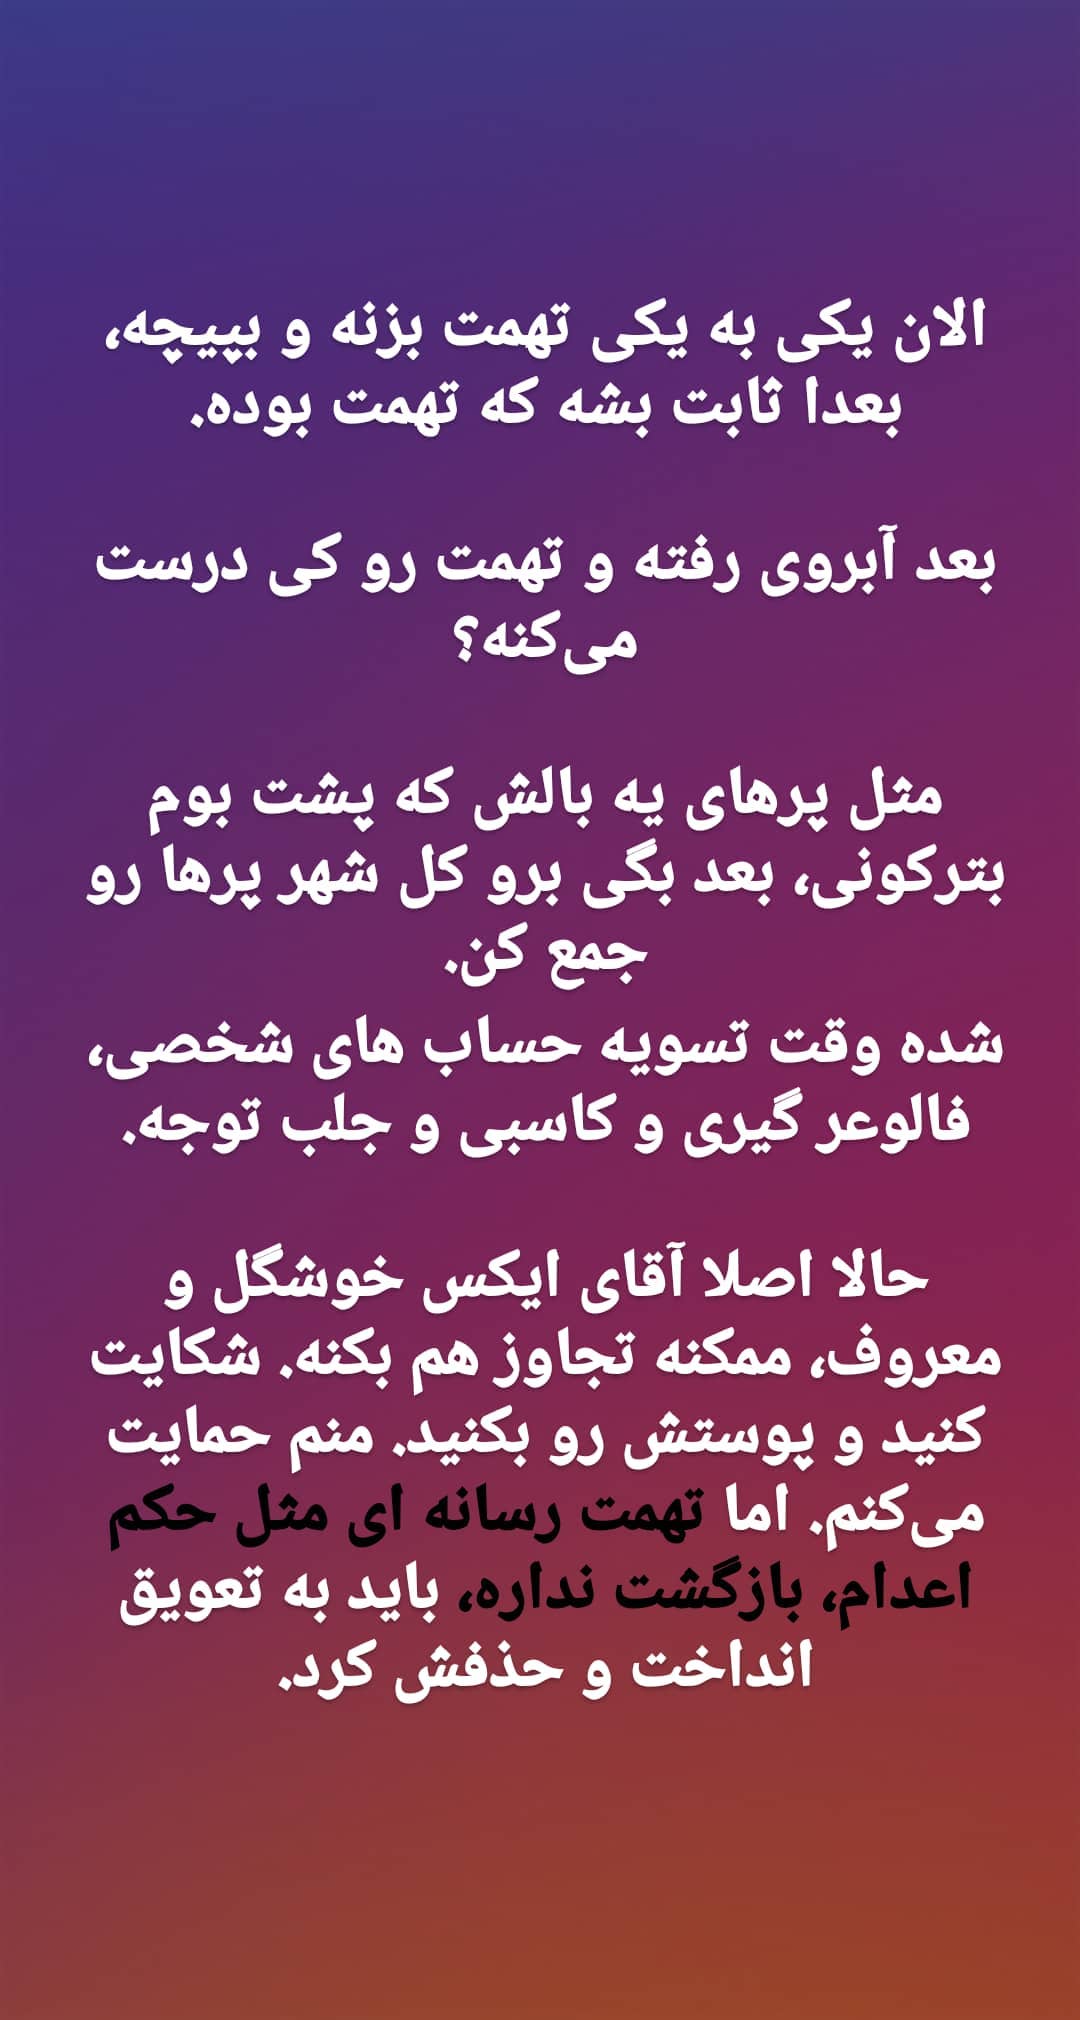 الان یکی به یکی تهمت بزنه و بپیچه،
بعدا ثابت بشه که تهمت بوده.
بعد آبروی رفته و تهمت رو کی درست
می‌کنه؟
مثل پرهای یه بالش که پشت بوم
بترکونی، بعد بگی برو کل شهر پرها رو
جمع کن.
شده وقت تسویه حساب های شخصی،
فالوعر گیری و کاسبی و جلب توجه.
حالا اصلا آقای ایکس خوشگل و
معروف، ممکنه تجاوز هم بکنه. شکایت
کنید و پوستش رو بکنید. منم حمایت
می‌کنم. اما تهمت رسانه ای مثل حکم
اعدام، بازگشت نداره، باید به تعویق
انداخت و حذفش کرد.